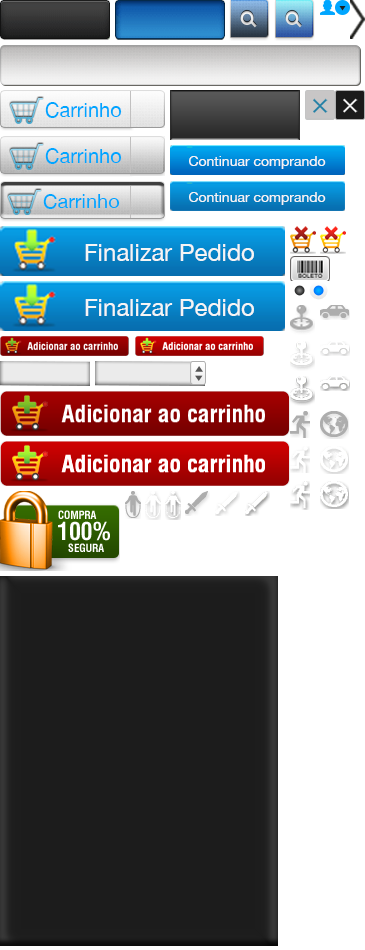 Carrinho
Carrinho
Continuar comprando
Carrinho
Continuar comprando
Finalizar Pedido
BOLETO
Finalizar Pedido
Adicionar ao carrinho
Adicionar ao carrinho
Adicionar ao carrinho
Adicionar ao carrinho
COMPRA
100%
SEGURA